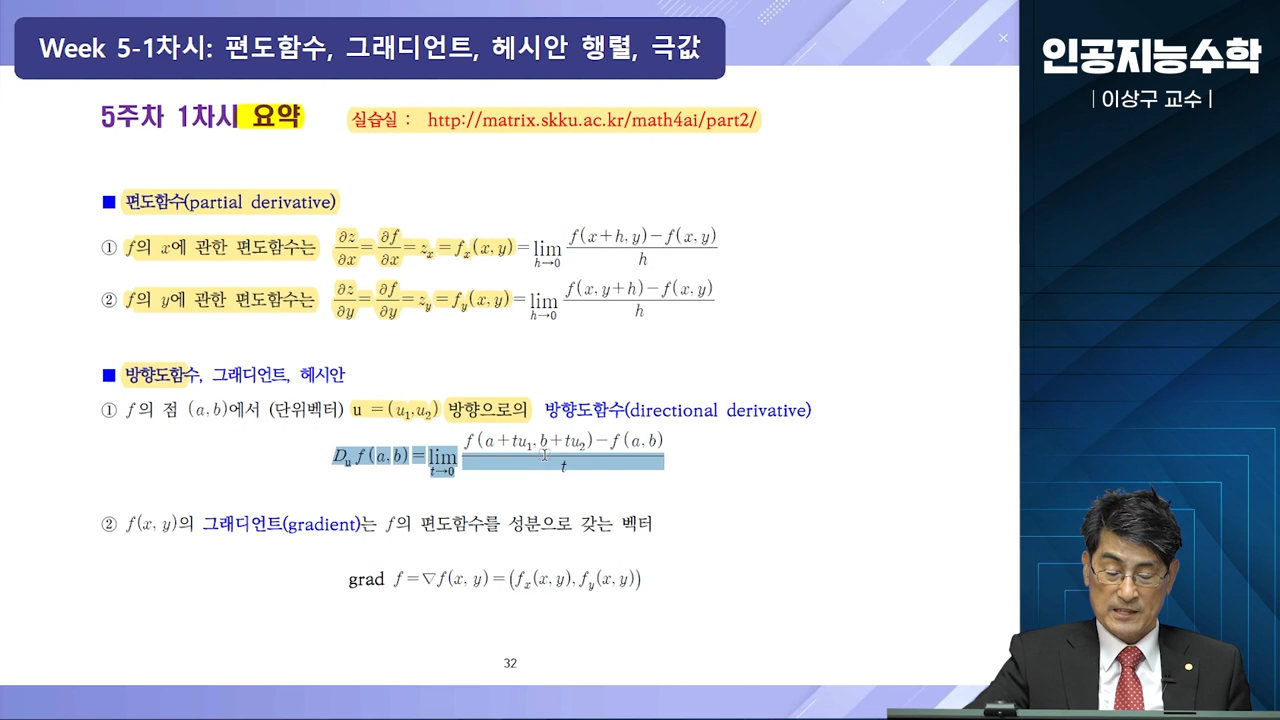 Week 5-1차시: 편도함수, 그래디언트, 헤시안 행렬, 극값
인공지능수학
| 이상구 교수 |
5주차 1차시 요약
실습실 : http://matrix.skku.ac.kr/math4ai/part2/
■ 편도함수(partial derivative)
① f의 x에 관한 편도함수는 ∂z/∂x = ∂f/∂x = z_x = f_x(x, y) = lim_{h→0} (f(x+h, y)−f(x, y))/h
② f의 y에 관한 편도함수는 ∂z/∂y = ∂f/∂y = z_y = f_y(x, y) = lim_{h→0} (f(x, y+h)−f(x, y))/h
■ 방향도함수, 그래디언트, 헤시안
① f의 점 (a, b)에서 (단위벡터) u = (u₁, u₂) 방향으로의 방향도함수(directional derivative)
D_u f(a, b) = lim_{t→0} (f(a+tu₁, b+tu₂)−f(a, b))/t
② f(x, y)의 그래디언트(gradient)는 f의 편도함수를 성분으로 갖는 벡터
grad f = ▽f(x, y) = (f_x(x, y), f_y(x, y))
32